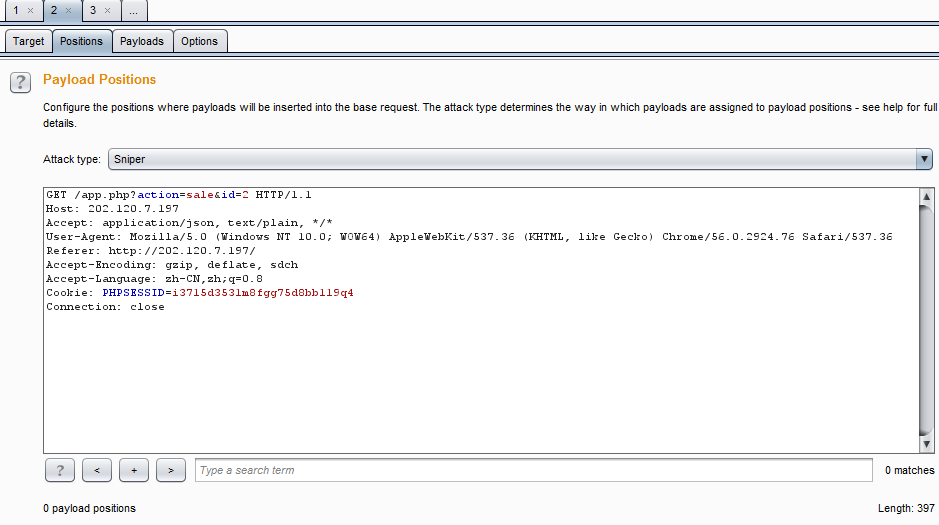 1 × 2 × 3 × ...
Target Positions Payloads Options
? Payload Positions
Configure the positions where payloads will be inserted into the base request. The attack type determines the way in which payloads are assigned to payload positions - see help for full
details.
Attack type: Sniper
GET /app.php?action=sale&id=2 HTTP/1.1
Host: 202.120.7.197
Accept: application/json, text/plain, */*
User-Agent: Mozilla/5.0 (Windows NT 10.0; WOW64) AppleWebKit/537.36 (KHTML, like Gecko) Chrome/56.0.2924.76 Safari/537.36
Referer: http://202.120.7.197/
Accept-Encoding: gzip, deflate, sdch
Accept-Language: zh-CN,zh;q=0.8
Cookie: PHPSESSID=i3715d3531m8fgg75d8bb119q4
Connection: close
? < + > Type a search term 0 matches
0 payload positions Length: 397